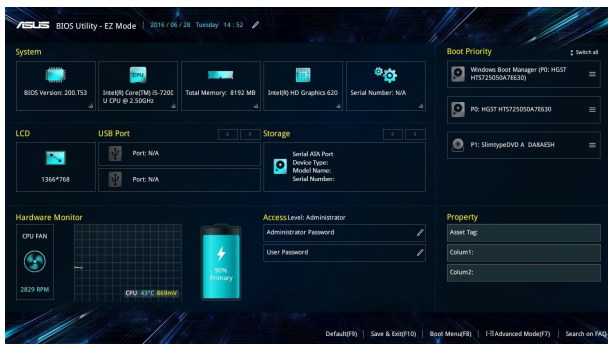 ASUS BIOS Utility - EZ Mode 2016 / 06 / 28 Tuesday 14 : 52
System
BIOS Version: 200.T53
CPU
Intel(R) Core(TM) i5-7200
U CPU @ 2.50GHz
Total Memory: 8192 MB
Intel(R) HD Graphics 620
Serial Number: N/A
Boot Priority
Switch all
Windows Boot Manager (P0: HGST
HTS725050A7E630)
P0: HGST HTS725050A7E630
P1: SlimtypeDVD A DA8AESH
LCD
1366*768
USB Port
Port: N/A
Port: N/A
Storage
Serial ATA Port
Device Type:
Model Name:
Serial Number:
Hardware Monitor
CPU FAN
2829 RPM
CPU 43°C 869mV
90%
Primary
Access Level: Administrator
Administrator Password
User Password
Property
Asset Tag:
Colum1:
Colum2:
Default(F9) | Save & Exit(F10) | Boot Menu(F8) | Advanced Mode(F7) | Search on FAQ